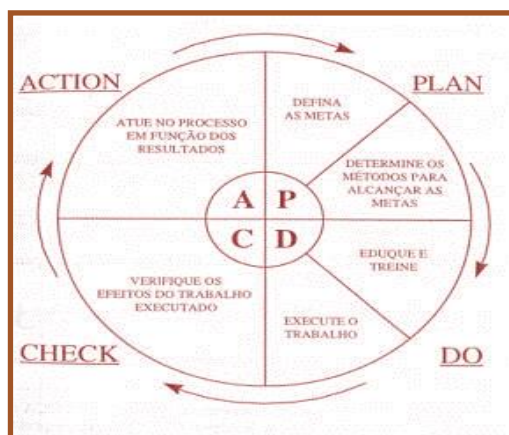 ACTION
PLAN
ATUE NO PROCESSO
EM FUNÇÃO DOS
RESULTADOS
DEFINA
AS METAS
DETERMINE OS
MÉTODOS PARA
ALCANÇAR AS
METAS
A P
C D
VERIFIQUE OS
EFEITOS DO TRABALHO
EXECUTADO
EDUQUE E
TREINE
EXECUTE O
TRABALHO
CHECK
DO